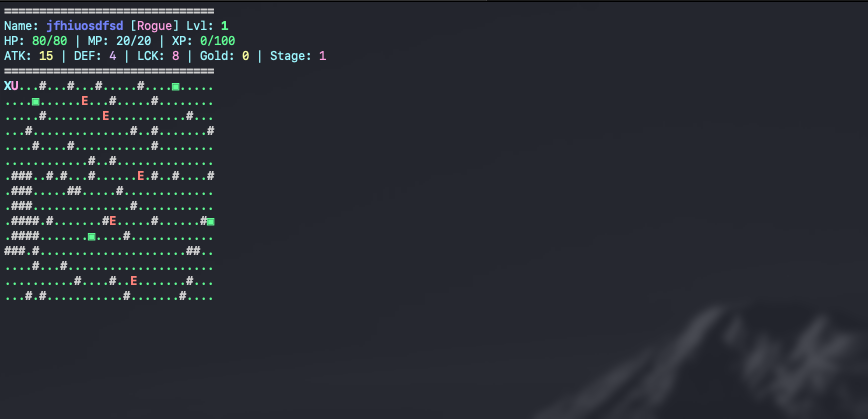 ==============================
Name: jfhiuosdfsd [Rogue] Lvl: 1
HP: 80/80 | MP: 20/20 | XP: 0/100
ATK: 15 | DEF: 4 | LCK: 8 | Gold: 0 | Stage: 1
==============================
XU...#...#...#.....#....▣.....
....▣......E...#.....#........
.....#........E...........#...
...#..............#..#.......#
....#....#...........#........
............#..#..............
.###..#.#...#......E.#..#....#
.###.....##.....#.............
.###..............#...........
.####.#.......#E.....#......#▣
.####.......▣....#............
###.#.....................##..
....#...#.....................
..........#....#..E.......#...
...#.#...........#.......#....